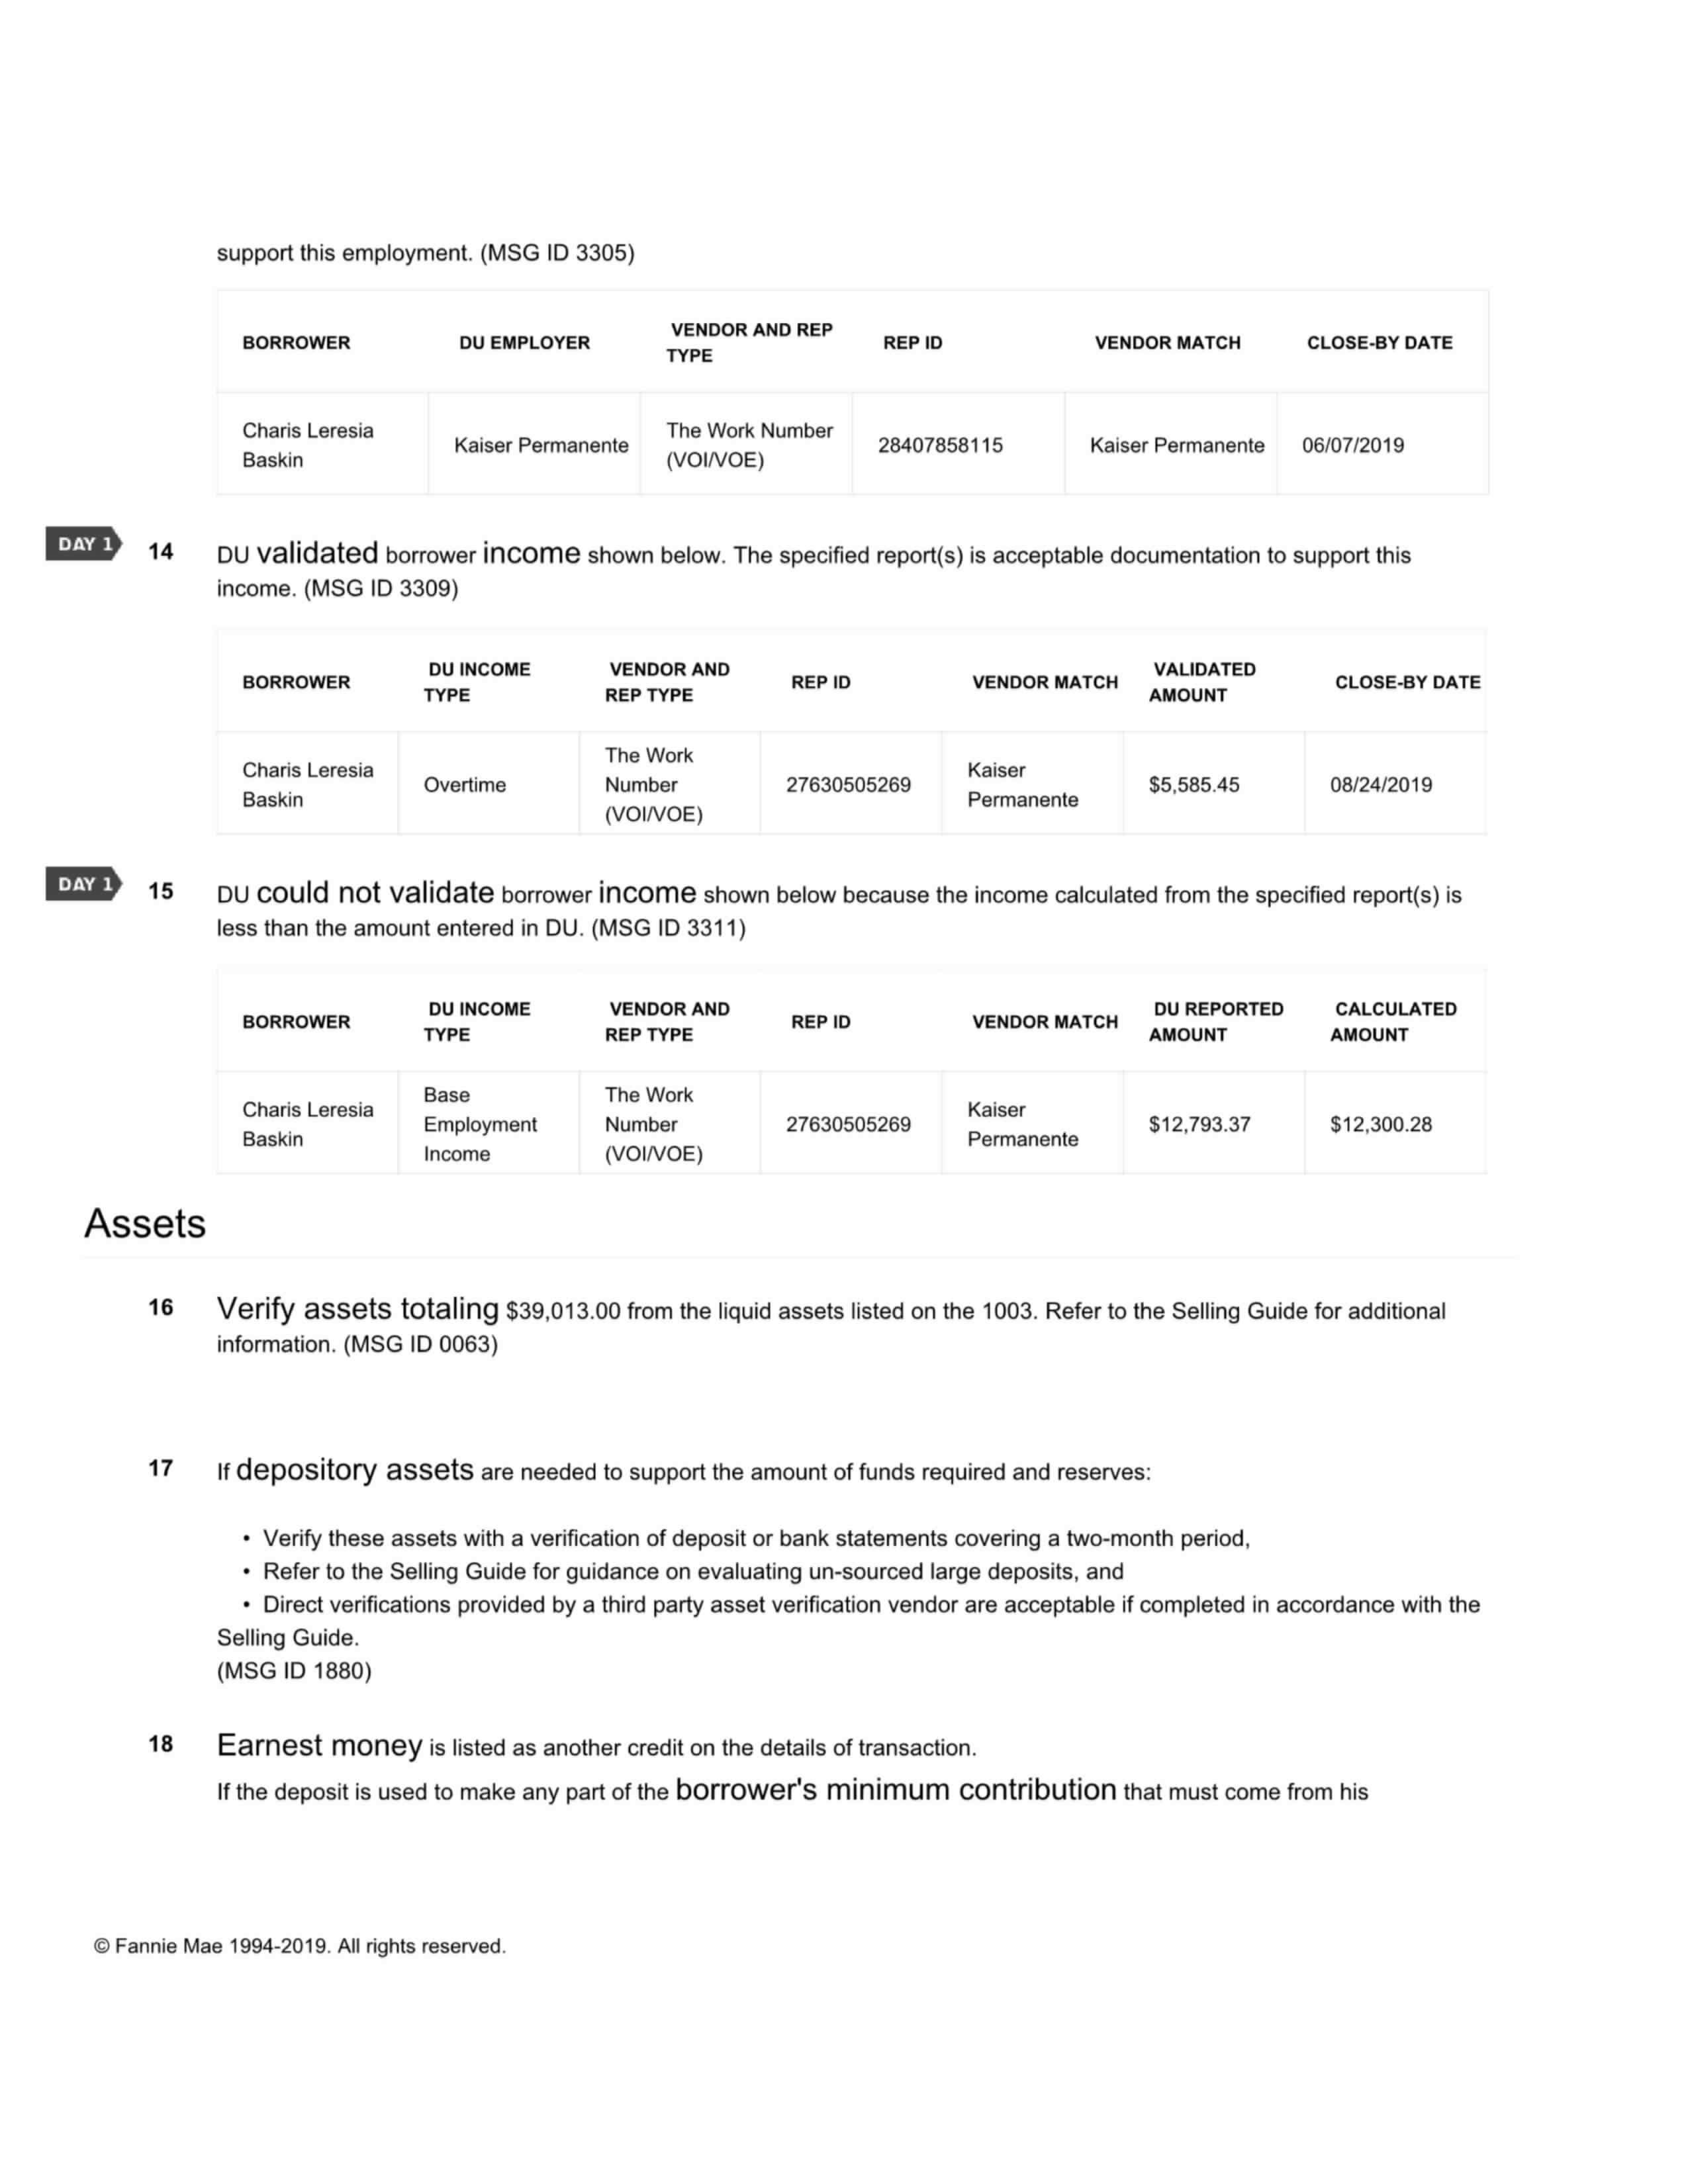 support this employment. (MSG ID 3305)
BORROWER DU EMPLOYER VENDOR AND REP TYPE REP ID VENDOR MATCH CLOSE-BY DATE
Charis Leresia Baskin Kaiser Permanente The Work Number (VOI/VOE) 28407858115 Kaiser Permanente 06/07/2019
DAY 1 14 DU validated borrower income shown below. The specified report(s) is acceptable documentation to support this
income. (MSG ID 3309)
BORROWER DU INCOME TYPE VENDOR AND REP TYPE REP ID VENDOR MATCH VALIDATED AMOUNT CLOSE-BY DATE
Charis Leresia Baskin Overtime The Work Number (VOI/VOE) 27630505269 Kaiser Permanente $5,585.45 08/24/2019
DAY 1 15 DU could not validate borrower income shown below because the income calculated from the specified report(s) is
less than the amount entered in DU. (MSG ID 3311)
BORROWER DU INCOME TYPE VENDOR AND REP TYPE REP ID VENDOR MATCH DU REPORTED AMOUNT CALCULATED AMOUNT
Charis Leresia Baskin Base Employment Income The Work Number (VOI/VOE) 27630505269 Kaiser Permanente $12,793.37 $12,300.28
Assets
16 Verify assets totaling $39,013.00 from the liquid assets listed on the 1003. Refer to the Selling Guide for additional
information. (MSG ID 0063)
17 If depository assets are needed to support the amount of funds required and reserves:
• Verify these assets with a verification of deposit or bank statements covering a two-month period,
• Refer to the Selling Guide for guidance on evaluating un-sourced large deposits, and
• Direct verifications provided by a third party asset verification vendor are acceptable if completed in accordance with the
Selling Guide.
(MSG ID 1880)
18 Earnest money is listed as another credit on the details of transaction.
If the deposit is used to make any part of the borrower's minimum contribution that must come from his
© Fannie Mae 1994-2019. All rights reserved.